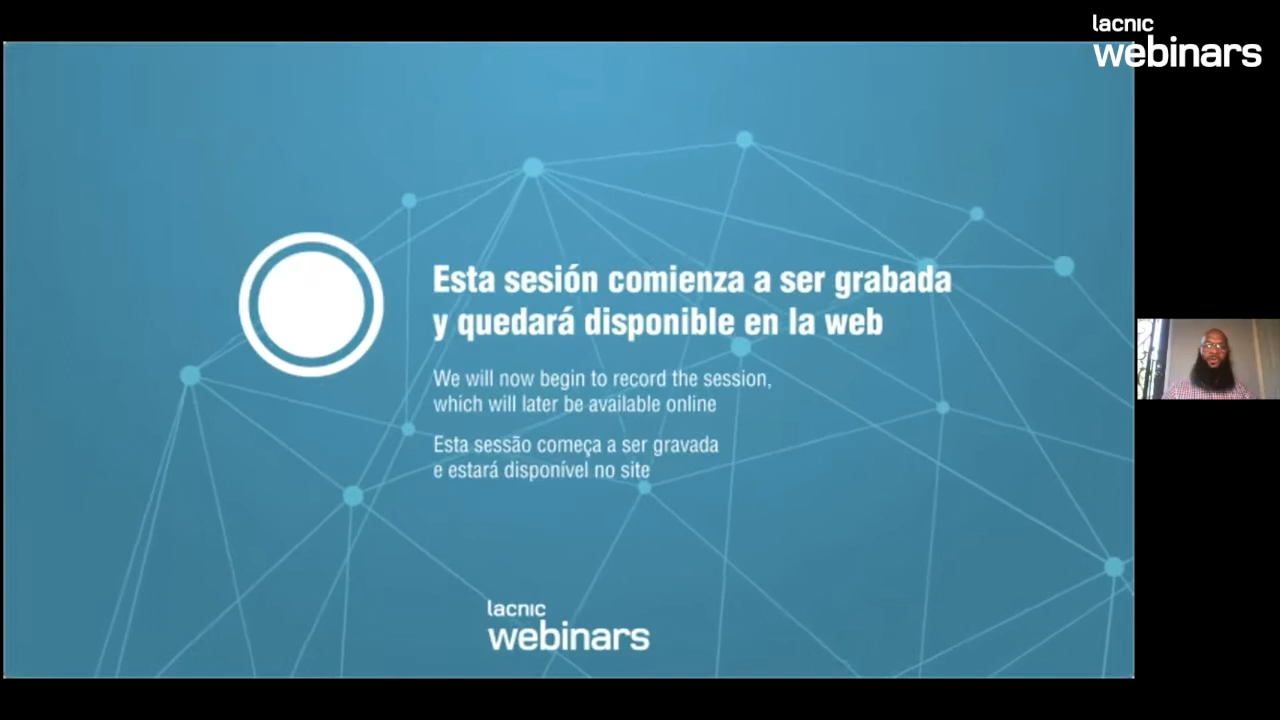 lacnic
webinars
Esta sesión comienza a ser grabada
y quedará disponible en la web
We will now begin to record the session,
which will later be available online
Esta sessão começa a ser gravada
e estará disponível no site
lacnic
webinars